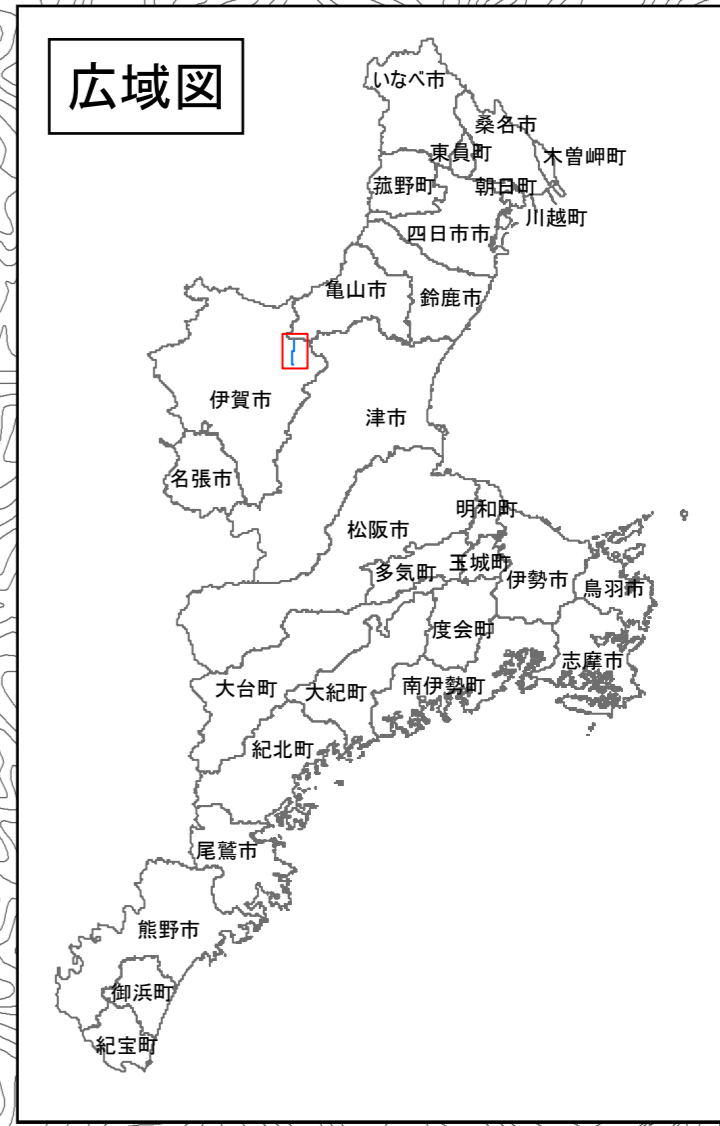 広域図
いなべ市
桑名市
東員町
木曽岬町
菰野町
朝日町
川越町
四日市市
亀山市
鈴鹿市
伊賀市
津市
名張市
明和町
松阪市
玉城町
多気町
伊勢市
鳥羽市
度会町
志摩市
大台町
大紀町
南伊勢町
紀北町
尾鷲市
熊野市
御浜町
紀宝町